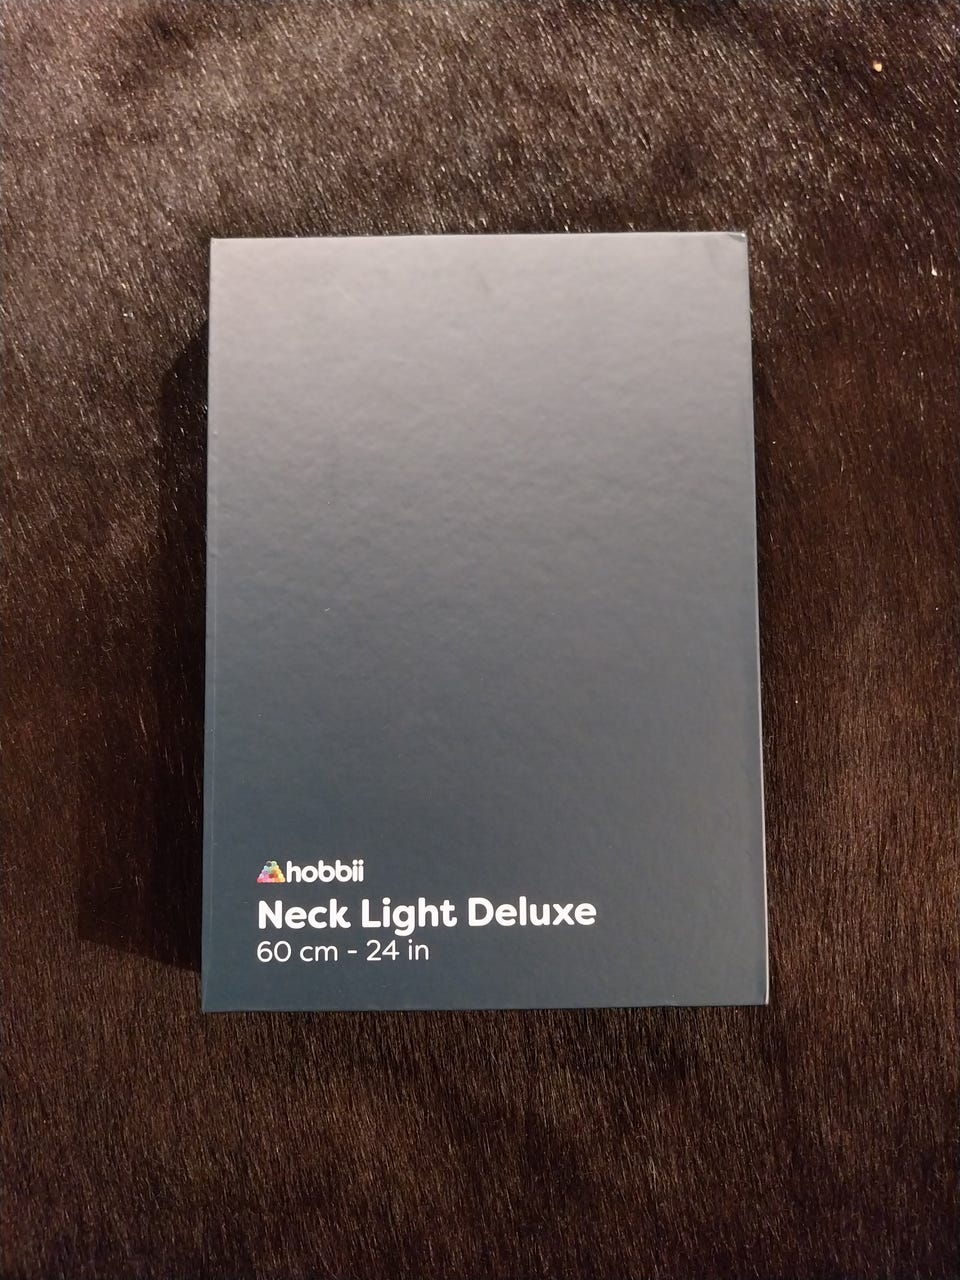 hobbii
Neck Light Deluxe
60 cm - 24 in